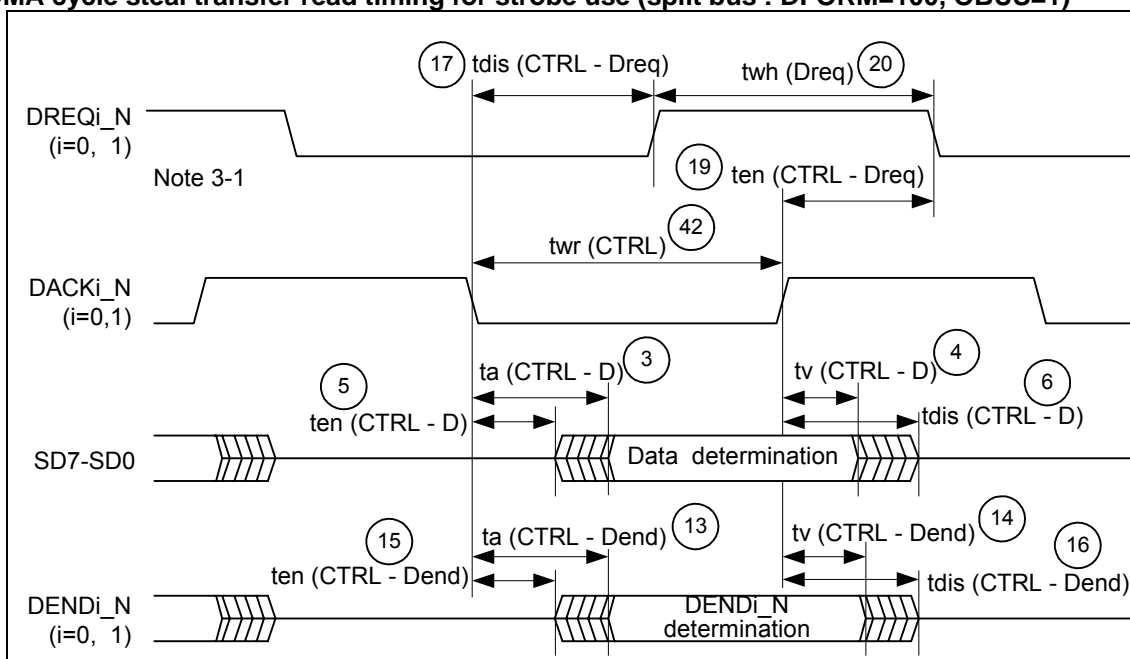 DMA cycle steal transfer read timing for strobe use (split bus : DFORM=100, OBUS=1)
17 tdis (CTRL - Dreq) twh (Dreq) 20
DREQi_N
(i=0, 1)
Note 3-1
19 ten (CTRL - Dreq)
twr (CTRL) 42
DACKi_N
(i=0,1)
ta (CTRL - D) 3
tv (CTRL - D) 4
5
ten (CTRL - D)
6
tdis (CTRL - D)
SD7-SD0
Data determination
ta (CTRL - Dend) 13
tv (CTRL - Dend) 14
15
ten (CTRL - Dend)
16
tdis (CTRL - Dend)
DENDi_N
(i=0, 1)
DENDi_N
determination